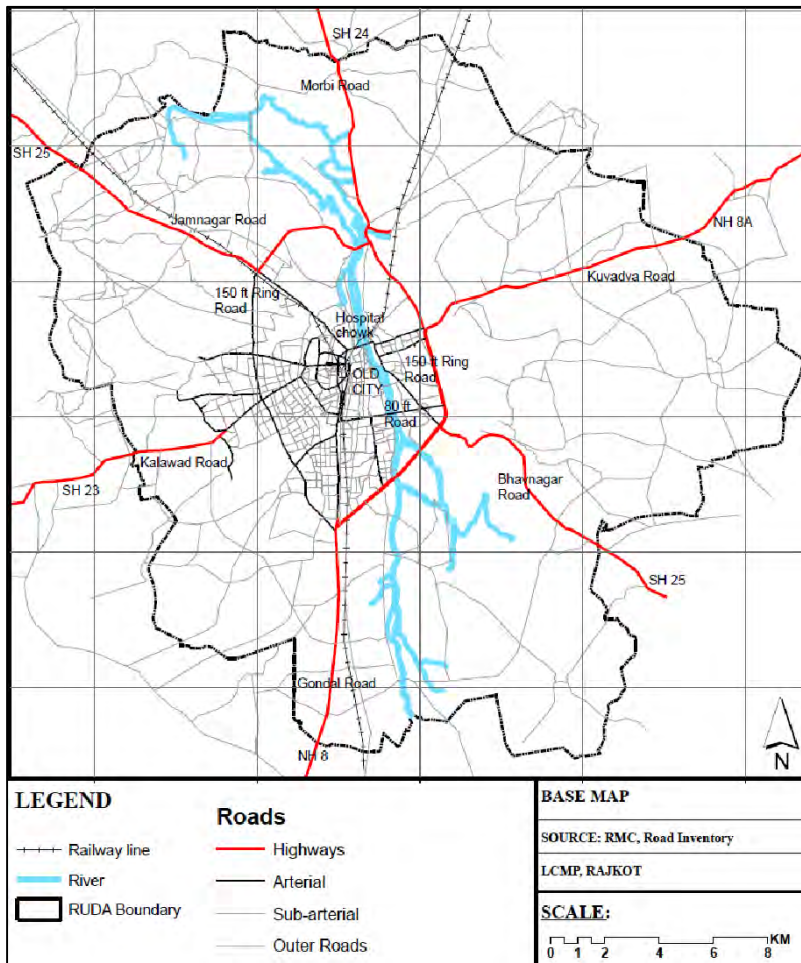 SH 24
Morbi Road
SH 25
Jamnagar Road
NH 8A
Kuvadva Road
150 ft Ring
Road
Hospital
chowk
OLD
CITY
150 ft Ring
Road
80 ft
Road
Kalawad Road
SH 23
Bhavnagar
Road
SH 25
Gondal Road
NH 8
N
LEGEND
Railway line
River
RUDA Boundary
Roads
Highways
Arterial
Sub-arterial
Outer Roads
BASE MAP
SOURCE: RMC, Road Inventory
LCMP, RAJKOT
SCALE:
KM
0 1 2 4 6 8